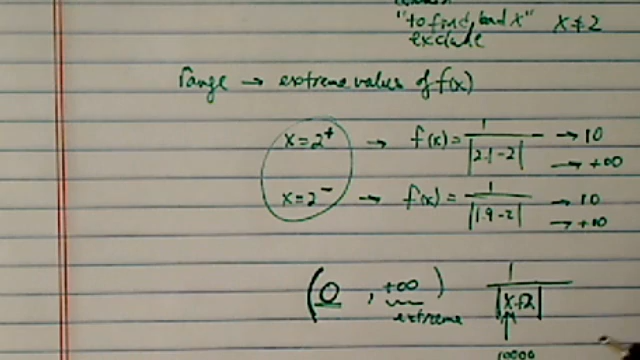 "to find bad x" x ≠ 2
exclude
range → extreme values of f(x)
x = 2⁺ → f(x) = 1/|2.1-2| → 10
→ +∞
x = 2⁻ → f(x) = 1/|1.9-2| → 10
→ +10
(0, +∞) 1/|x+2|
extreme
10000